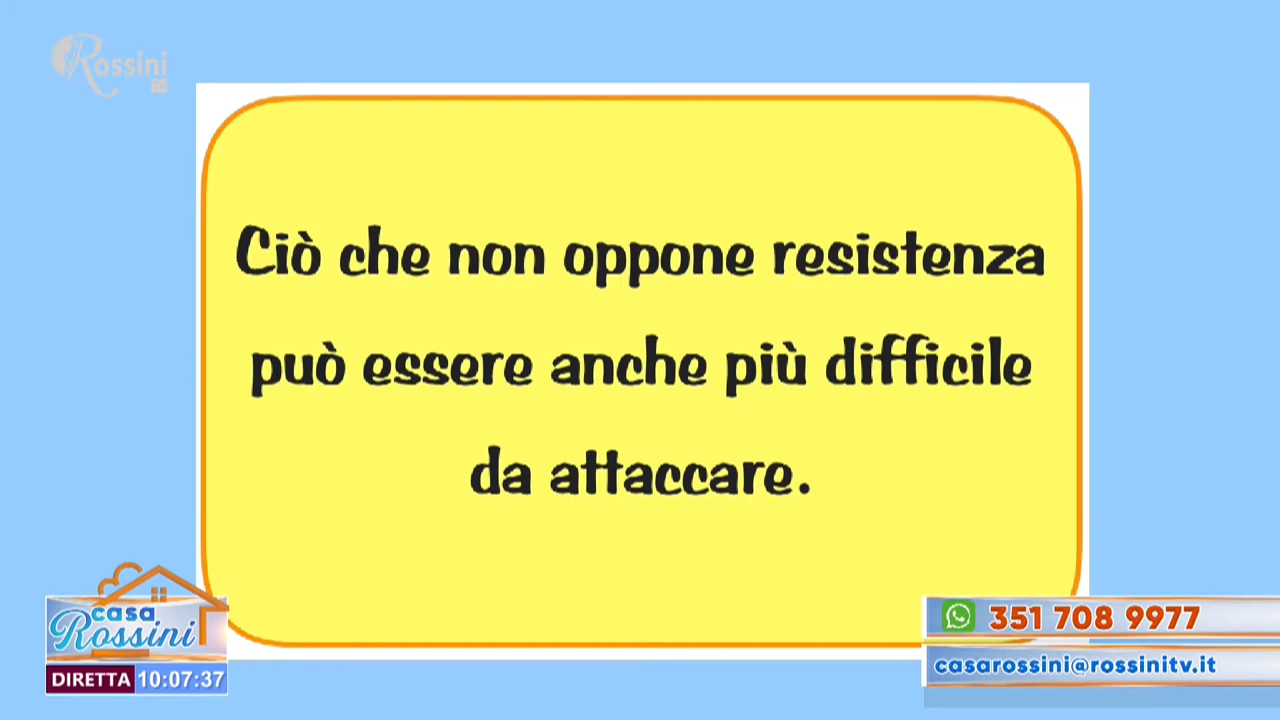 Rossini
Ciò che non oppone resistenza
può essere anche più difficile
da attaccare.
casa
Rossini
DIRETTA 10:07:37
351 708 9977
casarossini@rossinitv.it